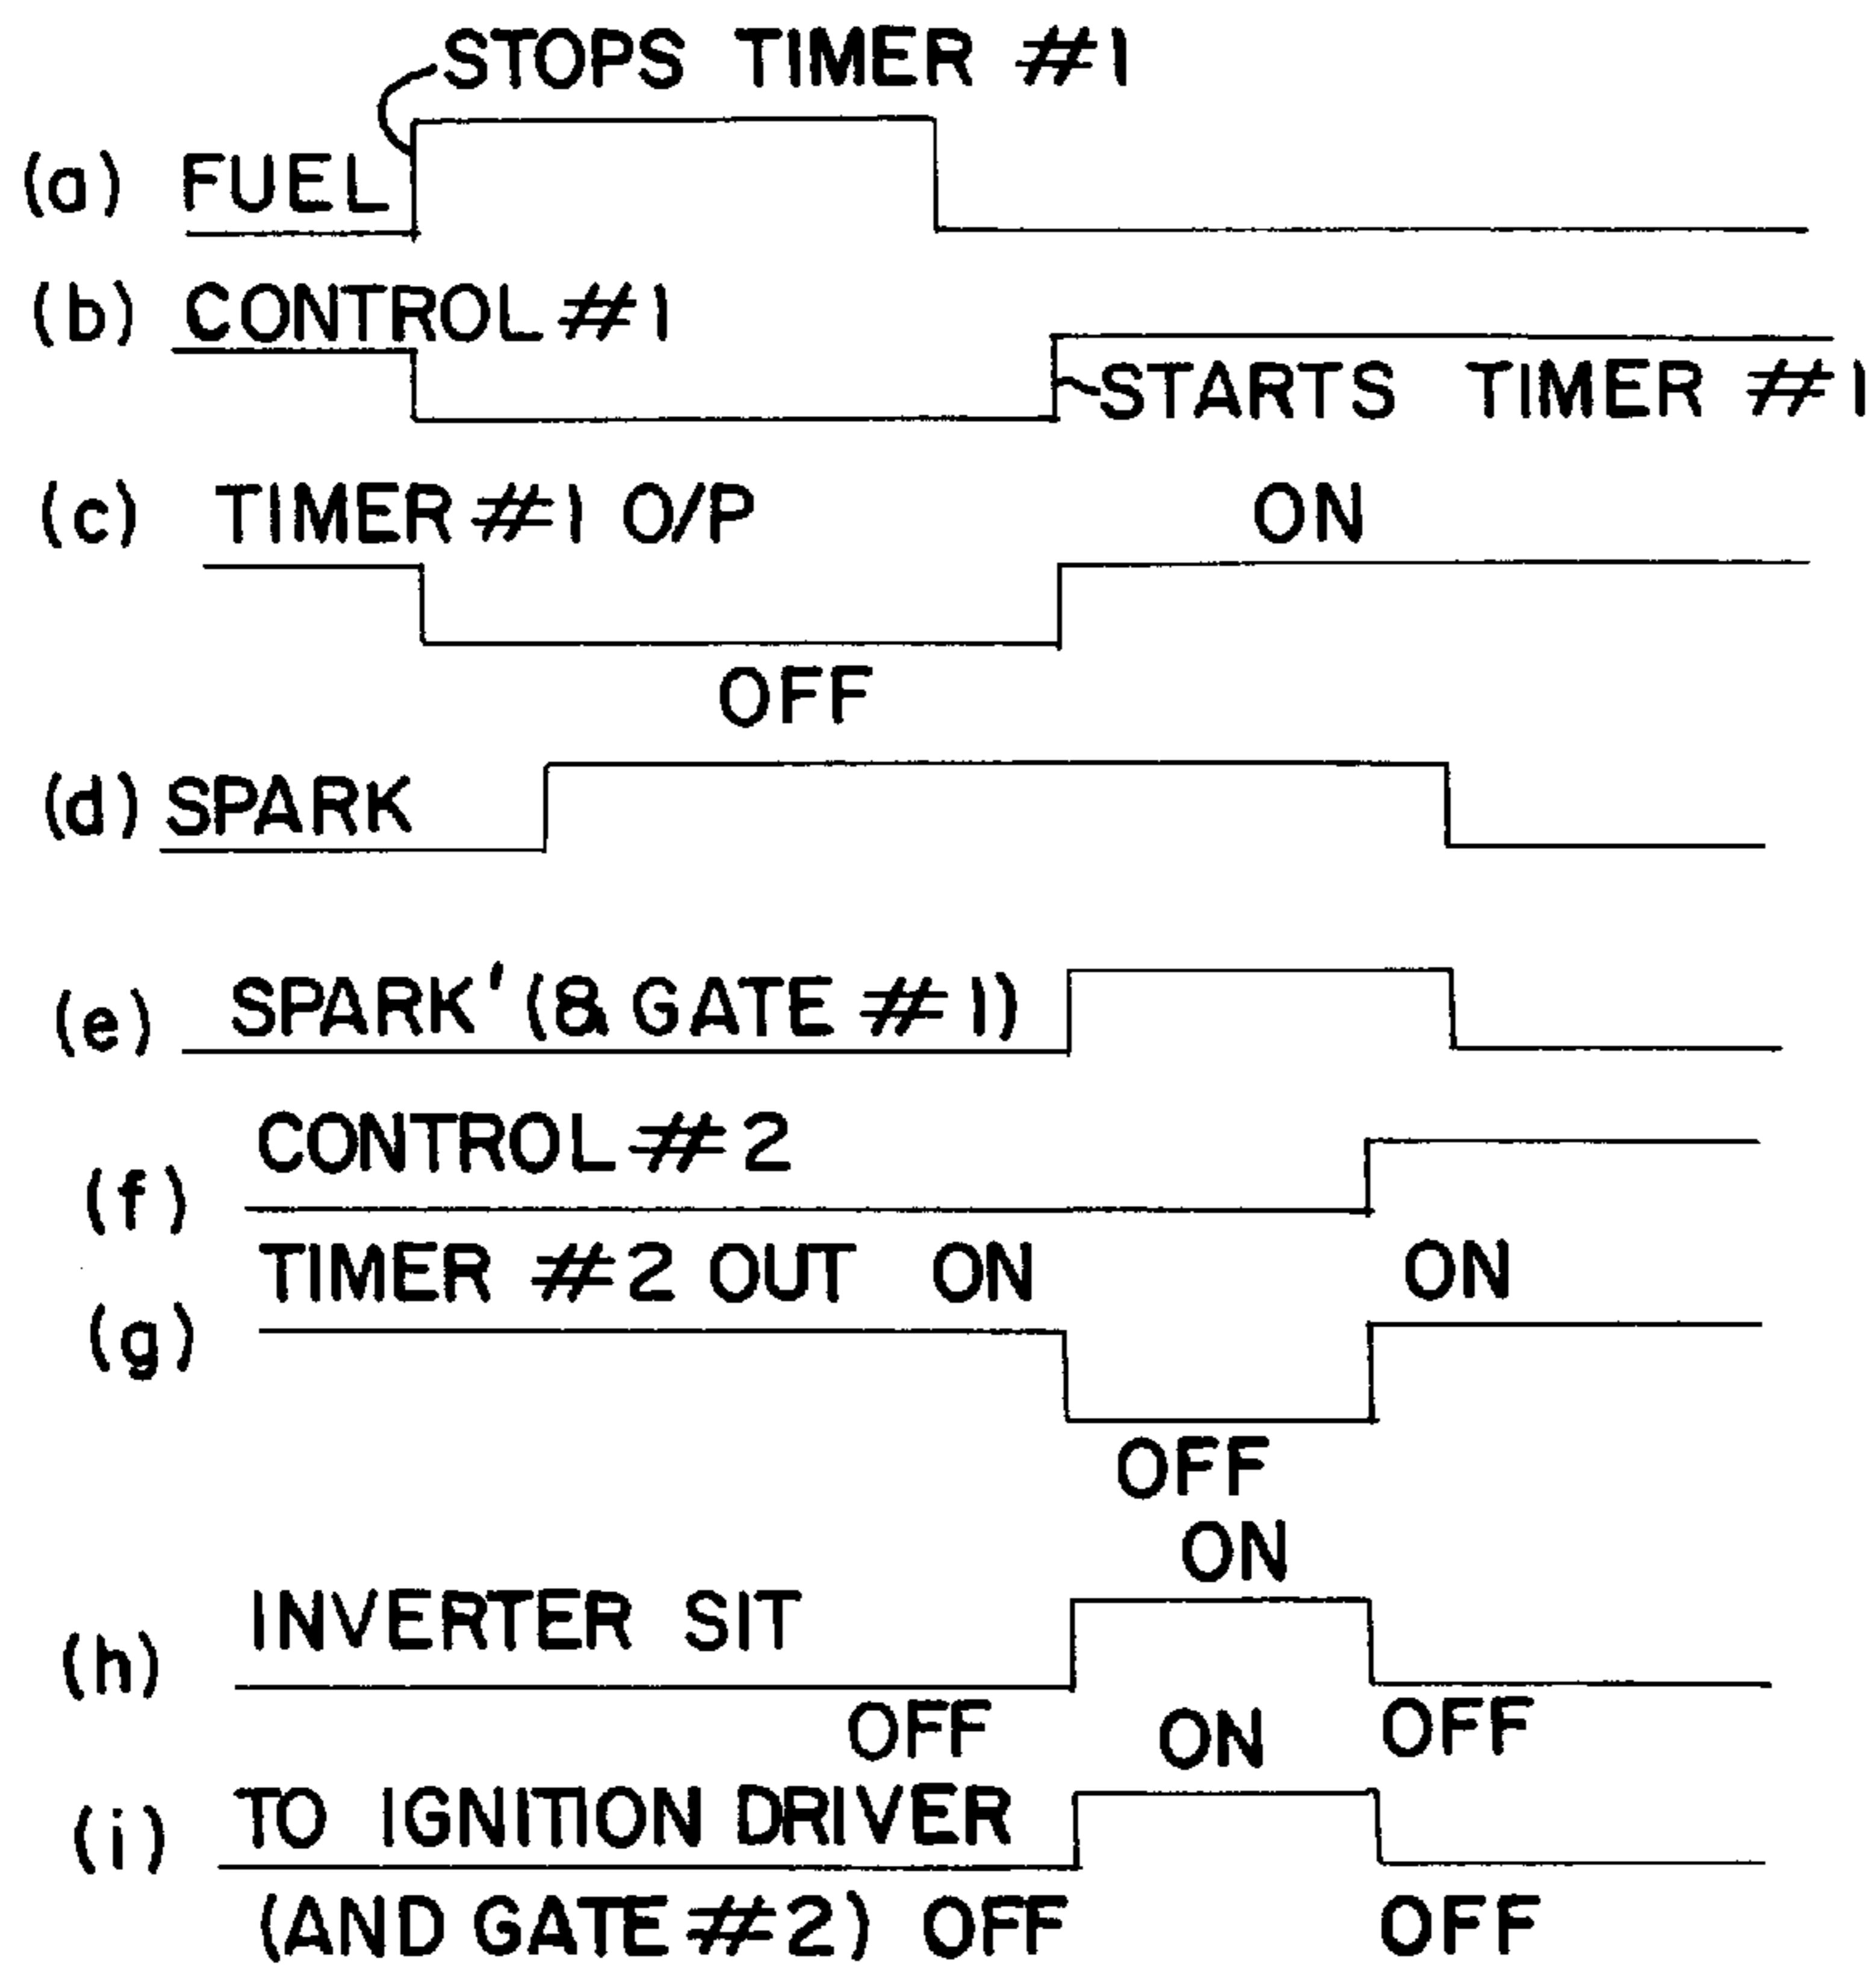 STOPS TIMER #1
(a) FUEL
(b) CONTROL #1
STARTS TIMER #1
(c) TIMER #1 O/P ON
OFF
(d) SPARK
(e) SPARK' (& GATE # 1)
CONTROL #2
(f)
TIMER #2 OUT ON ON
(g)
OFF
ON
INVERTER SIT
(h)
OFF ON OFF
TO IGNITION DRIVER
(i)
(AND GATE #2) OFF OFF